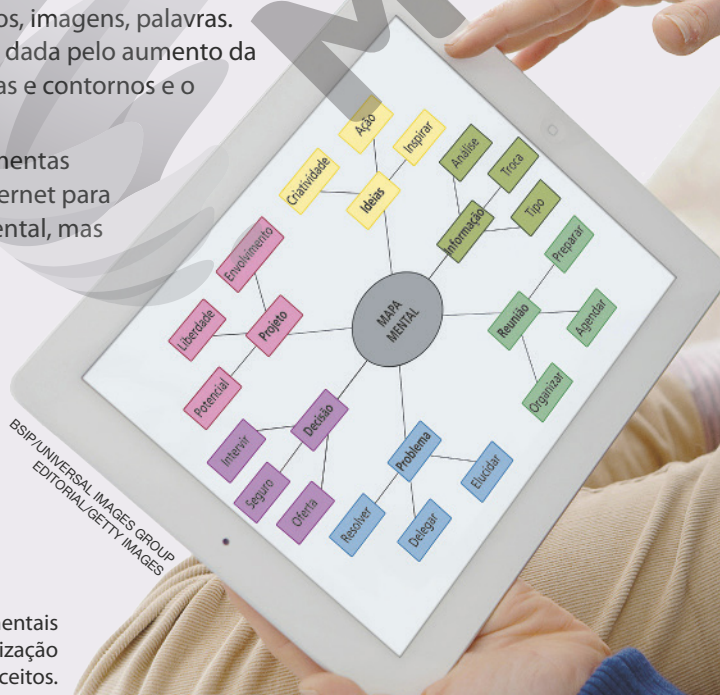 os, imagens, palavras.
dada pelo aumento da
as e contornos e o
mentas
ernet para
ental, mas
Ação
Inspirar
Criatividade
Ideias
Análise
Troca
Tipo
Informação
Preparar
Reunião
Agendar
Organizar
MAPA
MENTAL
Envolvimento
Liberdade
Projeto
Potencial
Decisão
Intervir
Seguro
Oferta
Problema
Elucidar
Resolver
Delegar
BSIP/UNIVERSAL IMAGES GROUP
EDITORIAL/GETTY IMAGES
entais
ização
ceitos.